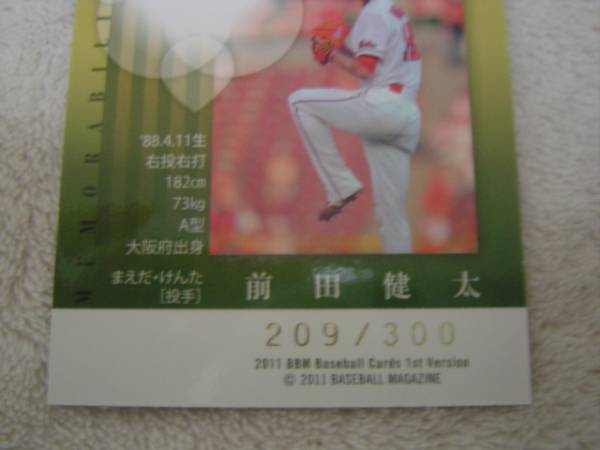 MEMORABILI
'88.4.11生
右投右打
182cm
73kg
A型
大阪府出身
まえだ・けんた
[投手]
前田健太
209/300
2011 BBM Baseball Cards 1st Version
© 2011 BASEBALL MAGAZINE